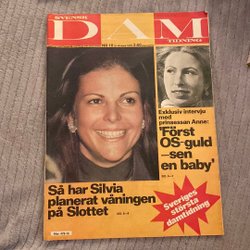 SVENSK
DAM
TIDNING
Exklusiv intervju
med
prinsessan Anne:
'Först
OS-guld
–sen
en baby'
Så har Silvia
planerat våningen
på Slottet
Sveriges
största
damtidning